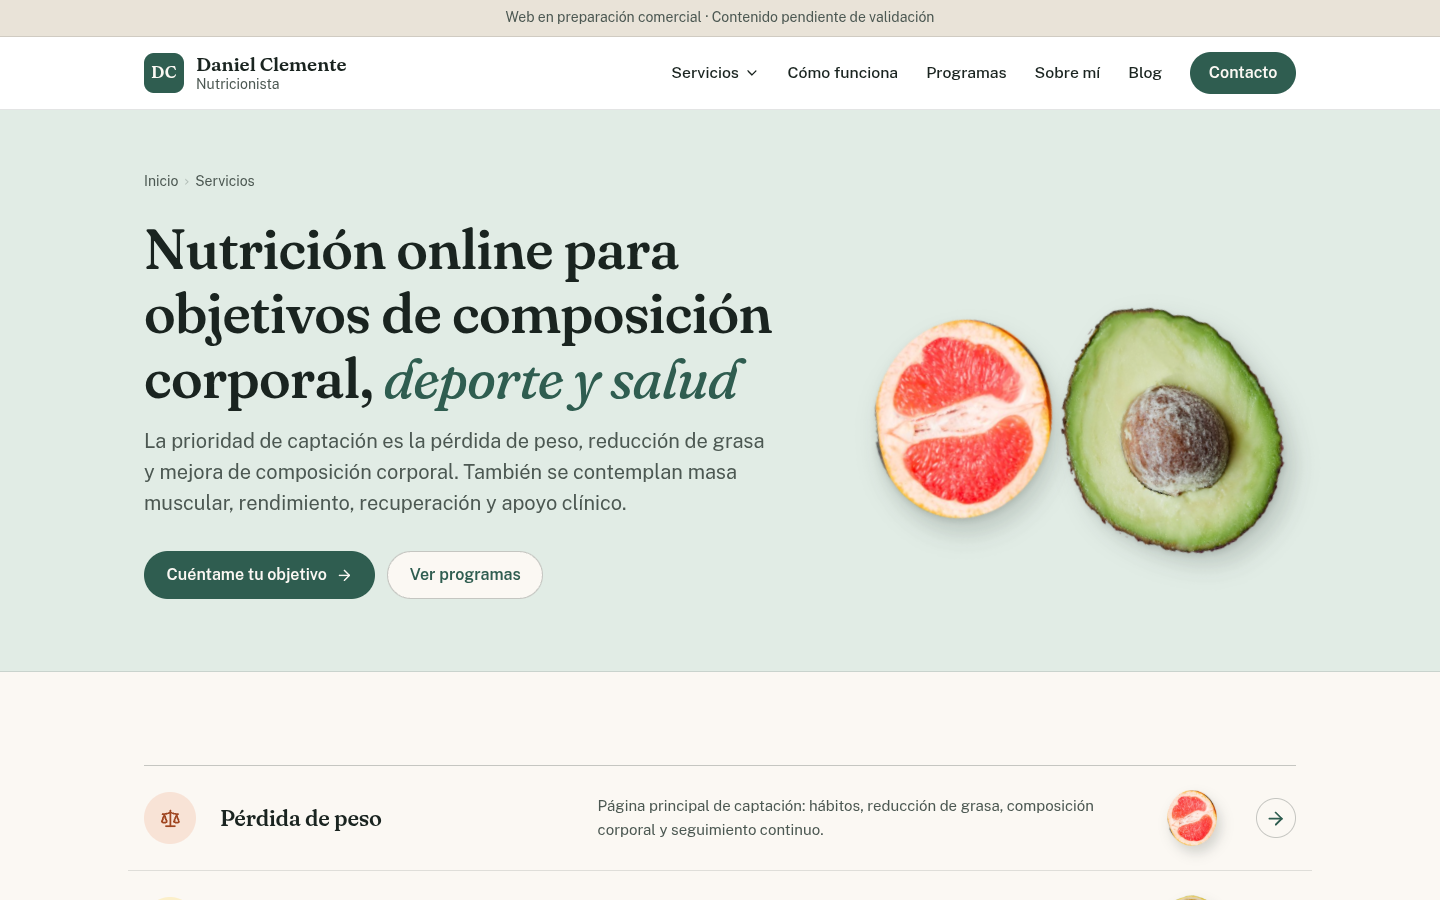 Web en preparación comercial · Contenido pendiente de validación
DC
Daniel Clemente
Nutricionista
Servicios
Cómo funciona
Programas
Sobre mí
Blog
Contacto
Inicio › Servicios
Nutrición online para
objetivos de composición
corporal, deporte y salud
La prioridad de captación es la pérdida de peso, reducción de grasa
y mejora de composición corporal. También se contemplan masa
muscular, rendimiento, recuperación y apoyo clínico.
Cuéntame tu objetivo →
Ver programas
Pérdida de peso
Página principal de captación: hábitos, reducción de grasa, composición
corporal y seguimiento continuo.